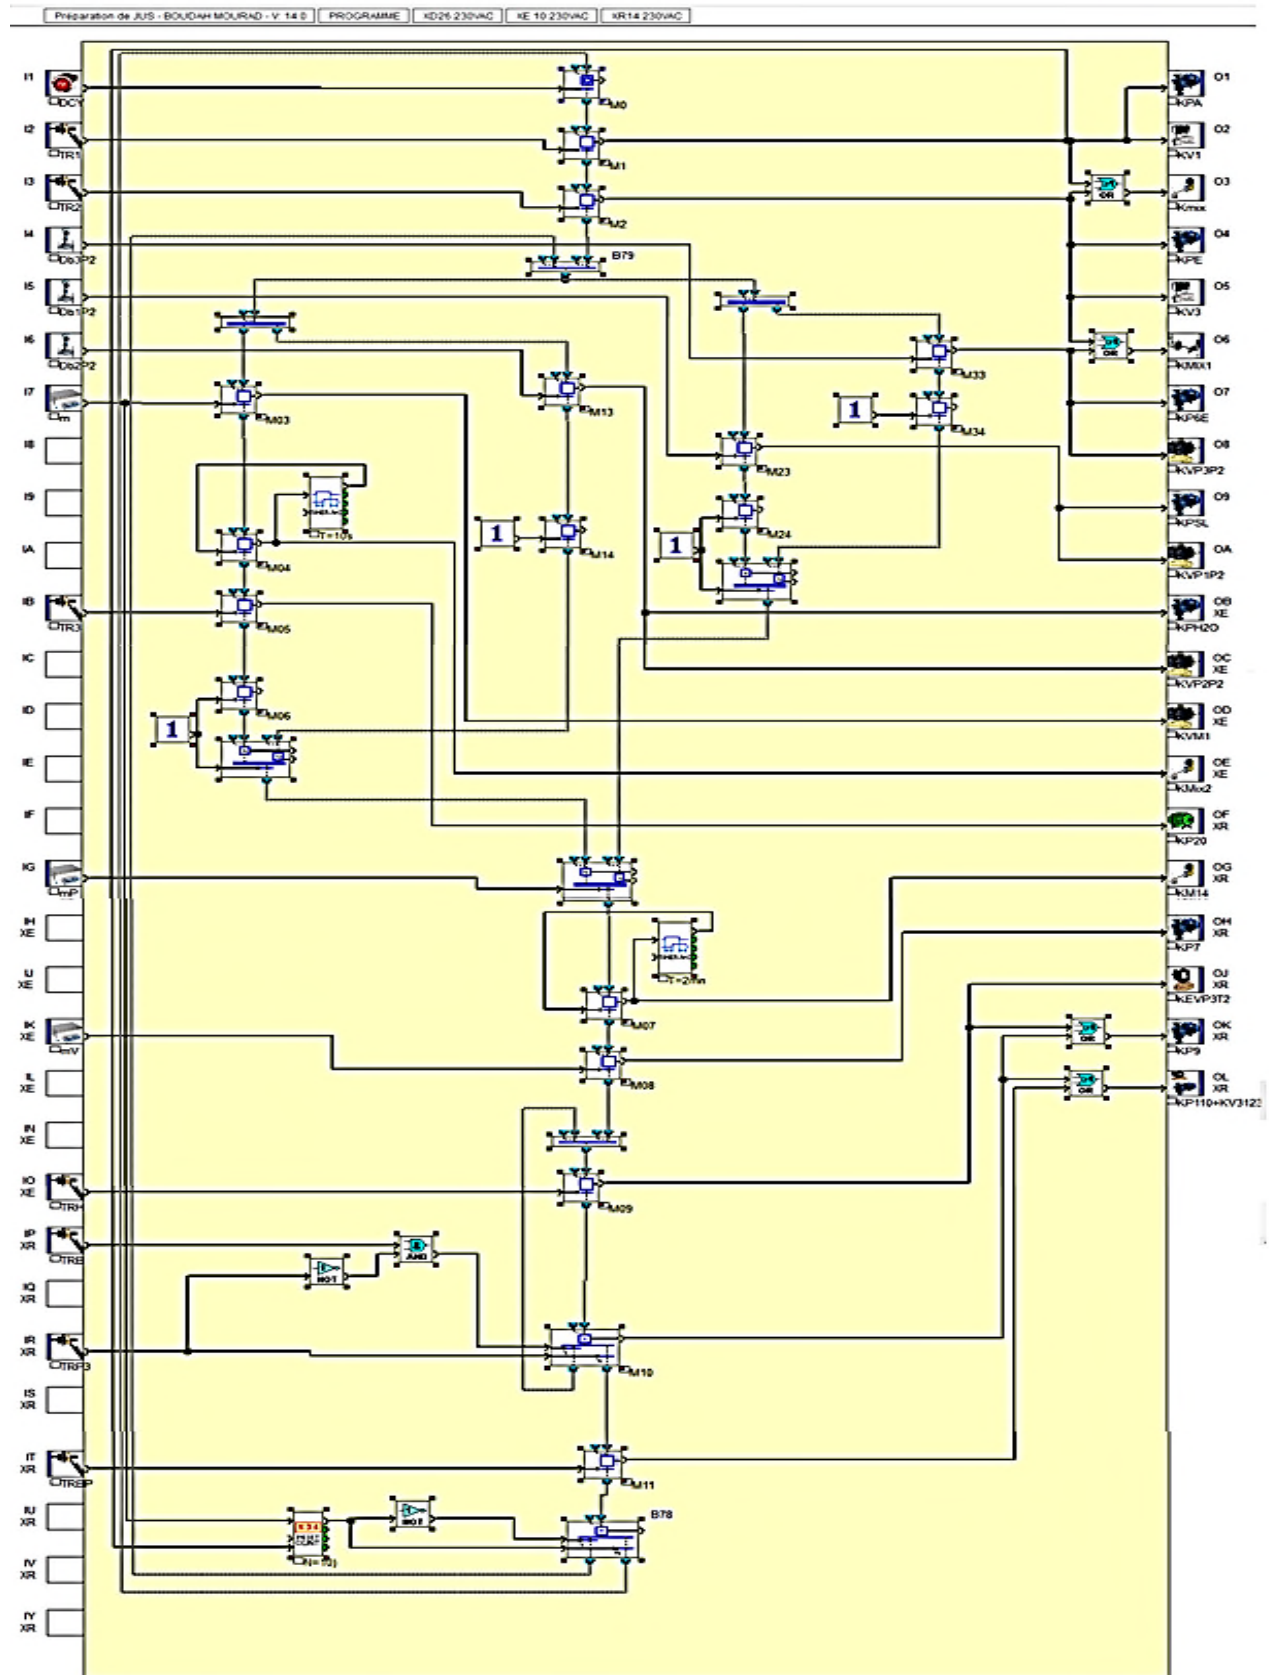 Préparation de JUS - BOUDAH MOURAD - V: 14.0 PROGRAMME XD26 230VAC XE 10 230VAC XR14 230VAC
I1 M0 O1
DCY KPA
I2 O2
TR1 M1 KV1
I3 OR O3
TR2 M2 Kmix
I4 B79 O4
Db3P2 KPE
I5 O5
Db1P2 KV3
I6 OR O6
Db2P2 M33 KMIX1
I7 1 O7
m M03 M13 M34 KP6E
I8 O8
M23 KVP3P2
I9 O9
T=10s 1 1 M24 KPSL
IA OA
M04 M14 KVP1P2
IB OB XE
TR3 M05 KPH2O
IC OC XE
KVP2P2
ID 1 M06 OD XE
KVM1
IE OE XE
KMix2
IF OF XR
KP20
IG OG XR
mP KM14
IH XE OH XR
KP7
IJ XE T=2mn OJ XR
KEVP3T2
IK XE M07 OR OK XR
mV KP9
IL XE M08 OR OL XR
KP110+KV3123
IN XE
IO XE
M09
IP XR AND
NOT
IQ XR
IR XR
M10
IS XR
IT XR
M11
IU XR NOT B78
IV XR
IY XR